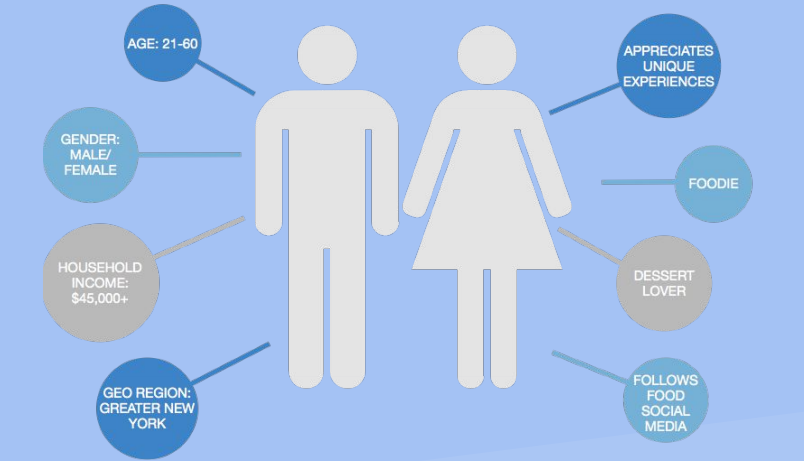 AGE: 21-60
GENDER:
MALE/
FEMALE
HOUSEHOLD
INCOME:
$45,000+
GEO REGION:
GREATER NEW
YORK
APPRECIATES
UNIQUE
EXPERIENCES
FOODIE
DESSERT
LOVER
FOLLOWS
FOOD
SOCIAL
MEDIA